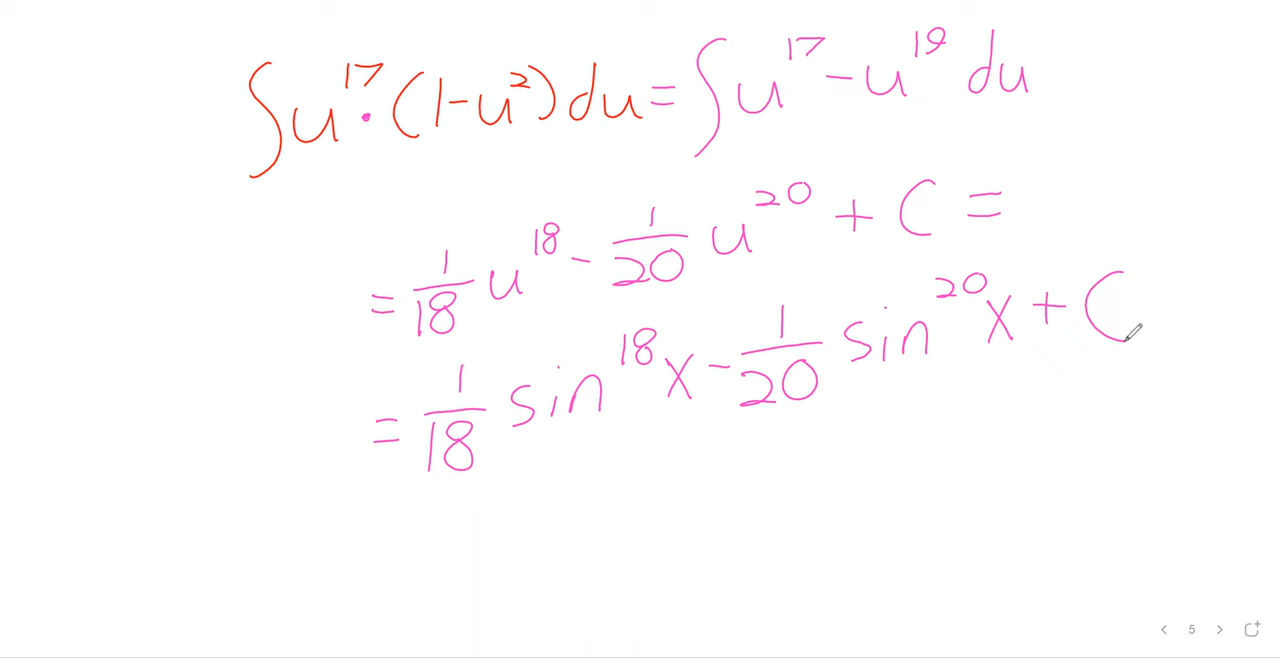 ∫u¹⁷·(1-u²)du = ∫u¹⁷-u¹⁹ du
= 1/18 u¹⁸ - 1/20 u²⁰ + C =
= 1/18 sin¹⁸x - 1/20 sin²⁰x + C
< 5 >